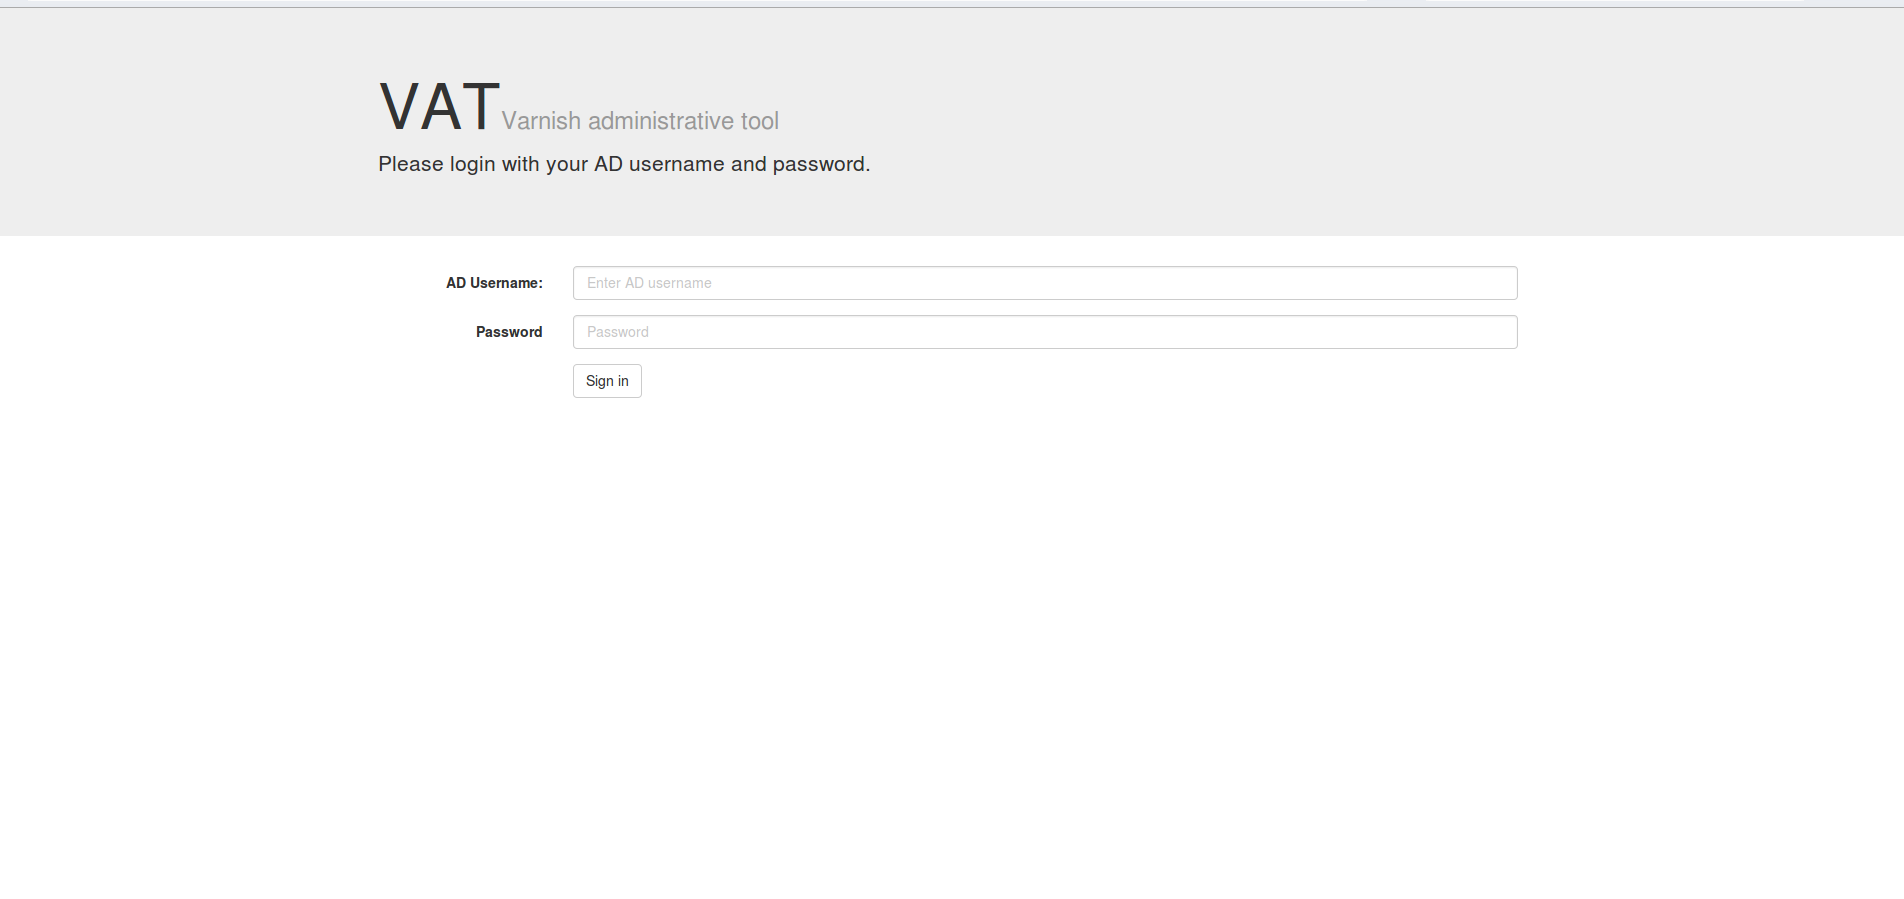 VAT Varnish administrative tool
Please login with your AD username and password.
AD Username: Enter AD username
Password Password
Sign in